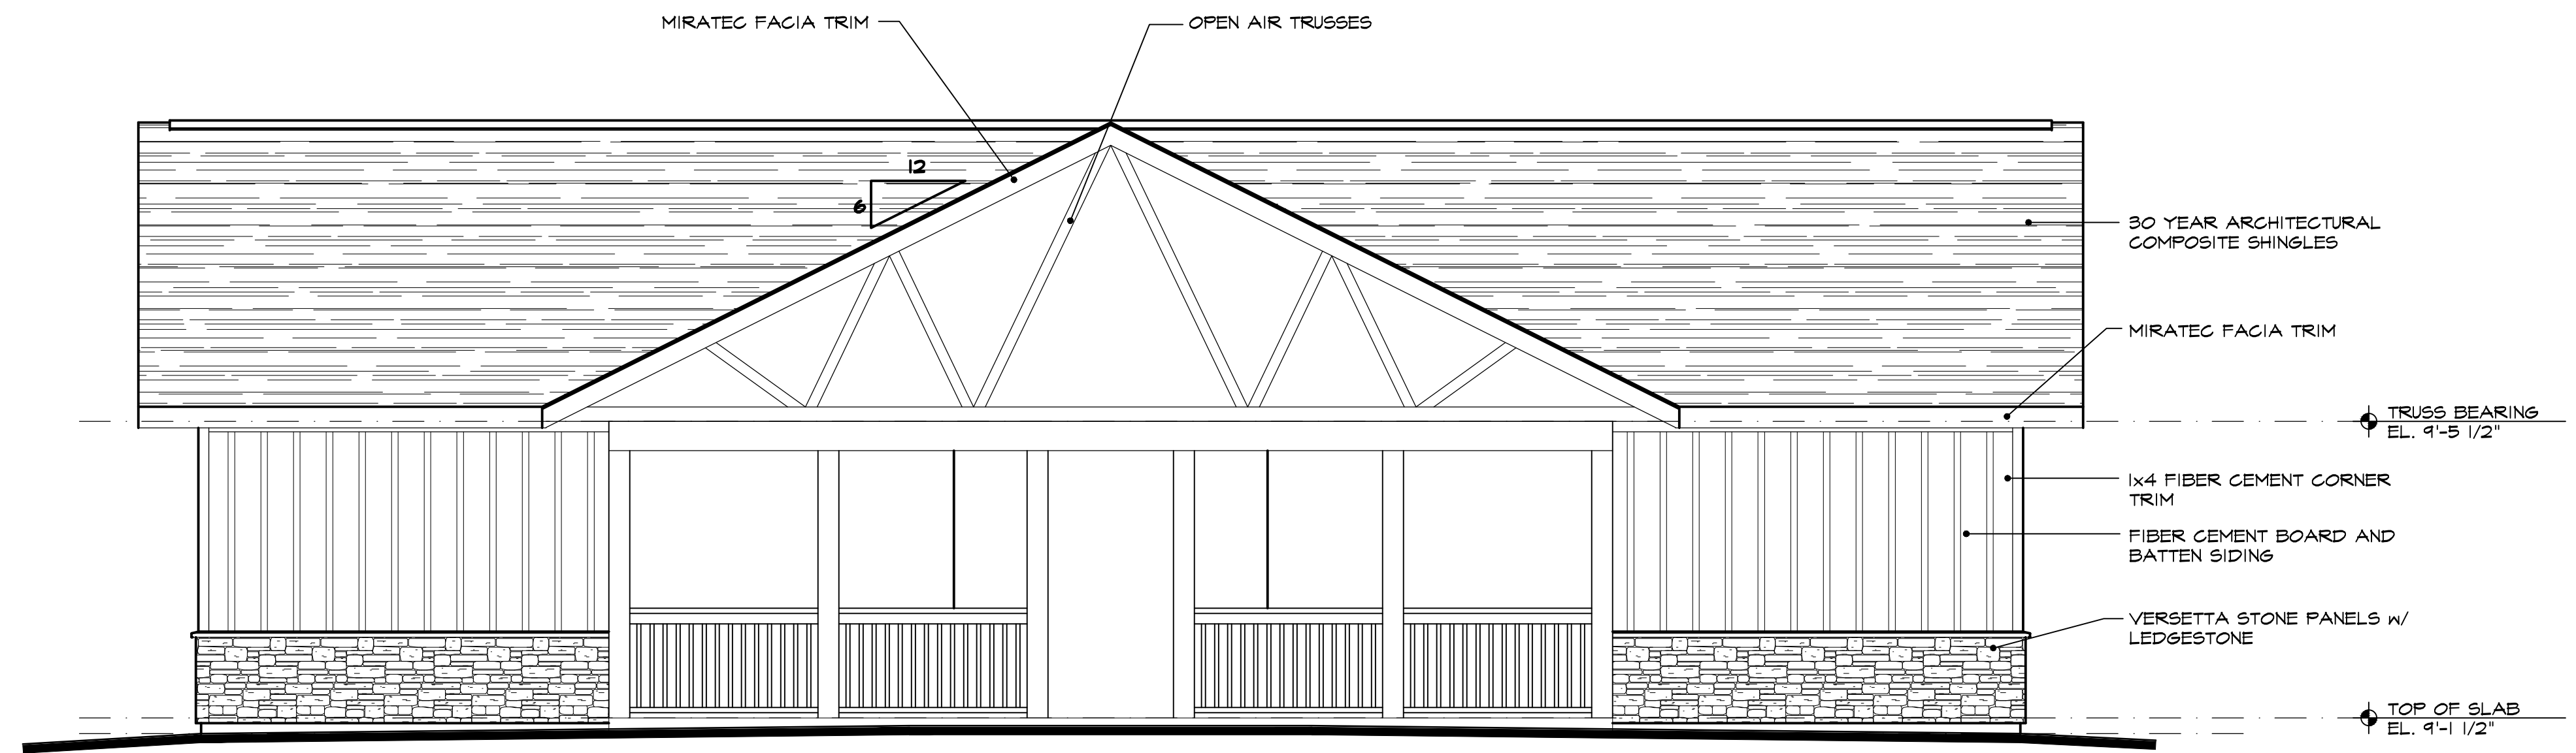 MIRATEC FACIA TRIM
OPEN AIR TRUSSES
12
6
30 YEAR ARCHITECTURAL
COMPOSITE SHINGLES
MIRATEC FACIA TRIM
TRUSS BEARING
EL. 9'-5 1/2"
1x4 FIBER CEMENT CORNER
TRIM
FIBER CEMENT BOARD AND
BATTEN SIDING
VERSETTA STONE PANELS W/
LEDGESTONE
TOP OF SLAB
EL. 9'-1 1/2"